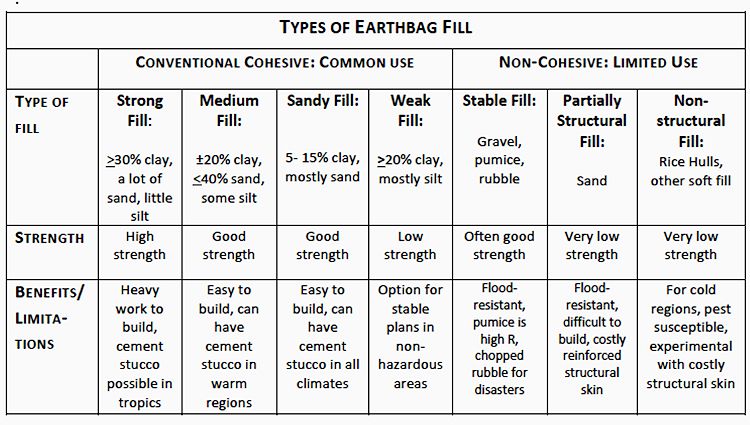 TYPES OF EARTHBAG FILL
CONVENTIONAL COHESIVE: COMMON USE
NON-COHESIVE: LIMITED USE
TYPE OF
FILL
Strong
Fill:
≥30% clay,
a lot of
sand, little
silt
Medium
Fill:
±20% clay,
≤40% sand,
some silt
Sandy Fill:
5- 15% clay,
mostly sand
Weak
Fill:
≥20% clay,
mostly silt
Stable Fill:
Gravel,
pumice,
rubble
Partially
Structural
Fill:
Sand
Non-
structural
Fill:
Rice Hulls,
other soft fill
STRENGTH
High
strength
Good
strength
Good
strength
Low
strength
Often good
strength
Very low
strength
Very low
strength
BENEFITS/
LIMITA-
TIONS
Heavy
work to
build,
cement
stucco
possible in
tropics
Easy to
build, can
have
cement
stucco in
warm
regions
Easy to
build, can
have
cement
stucco in all
climates
Option for
stable
plans in
non-
hazardous
areas
Flood-
resistant,
pumice is
high R,
chopped
rubble for
disasters
Flood-
resistant,
difficult to
build, costly
reinforced
structural
skin
For cold
regions, pest
susceptible,
experimental
with costly
structural skin